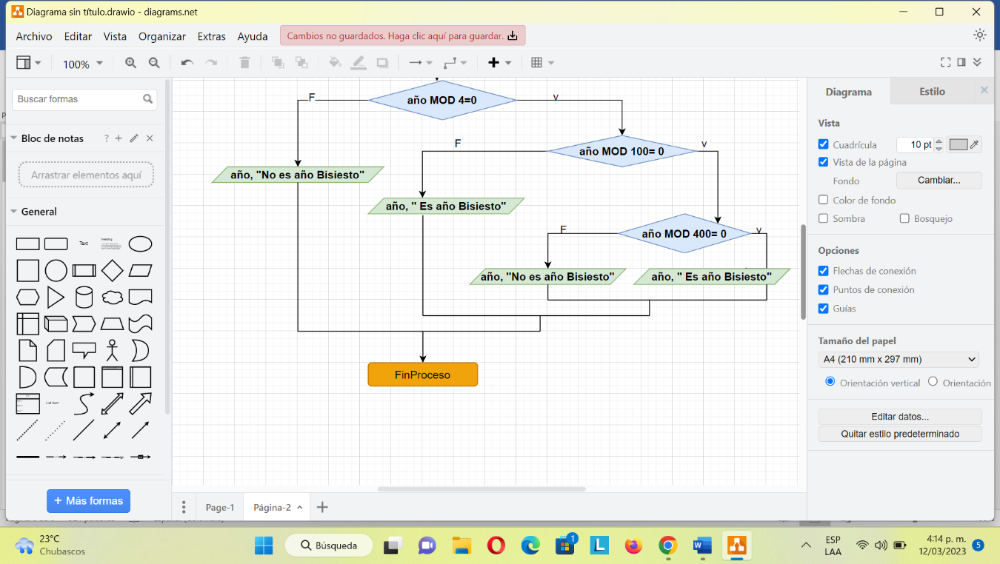 Diagrama sin título.drawio - diagrams.net
Archivo Editar Vista Organizar Extras Ayuda Cambios no guardados. Haga clic aquí para guardar.
100%
Buscar formas
Bloc de notas ?
Arrastrar elementos aquí
General
Text
Heading
List Item
+ Más formas
F
año MOD 4=0
v
F
año MOD 100= 0
v
año, "No es año Bisiesto"
año, " Es año Bisiesto"
F
año MOD 400= 0
v
año, "No es año Bisiesto"
año, " Es año Bisiesto"
FinProceso
Page-1 Página-2
Diagrama Estilo
Vista
Cuadrícula 10 pt
Vista de la página
Fondo Cambiar...
Color de fondo
Sombra Bosquejo
Opciones
Flechas de conexión
Puntos de conexión
Guías
Tamaño del papel
A4 (210 mm x 297 mm)
Orientación vertical Orientación
Editar datos...
Quitar estilo predeterminado
23°C
Chubascos
Búsqueda
1
L
W
ESP
LAA
4:14 p. m.
12/03/2023
5